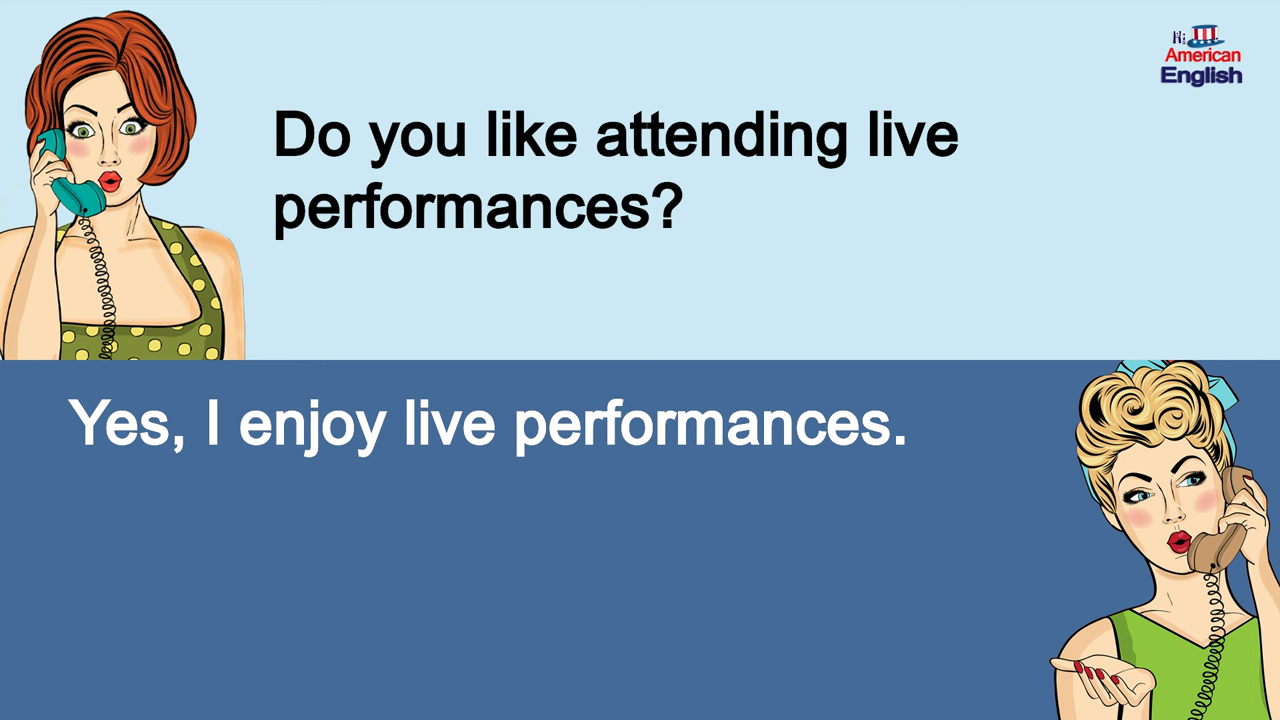 Hi
American
English
Do you like attending live
performances?
Yes, I enjoy live performances.